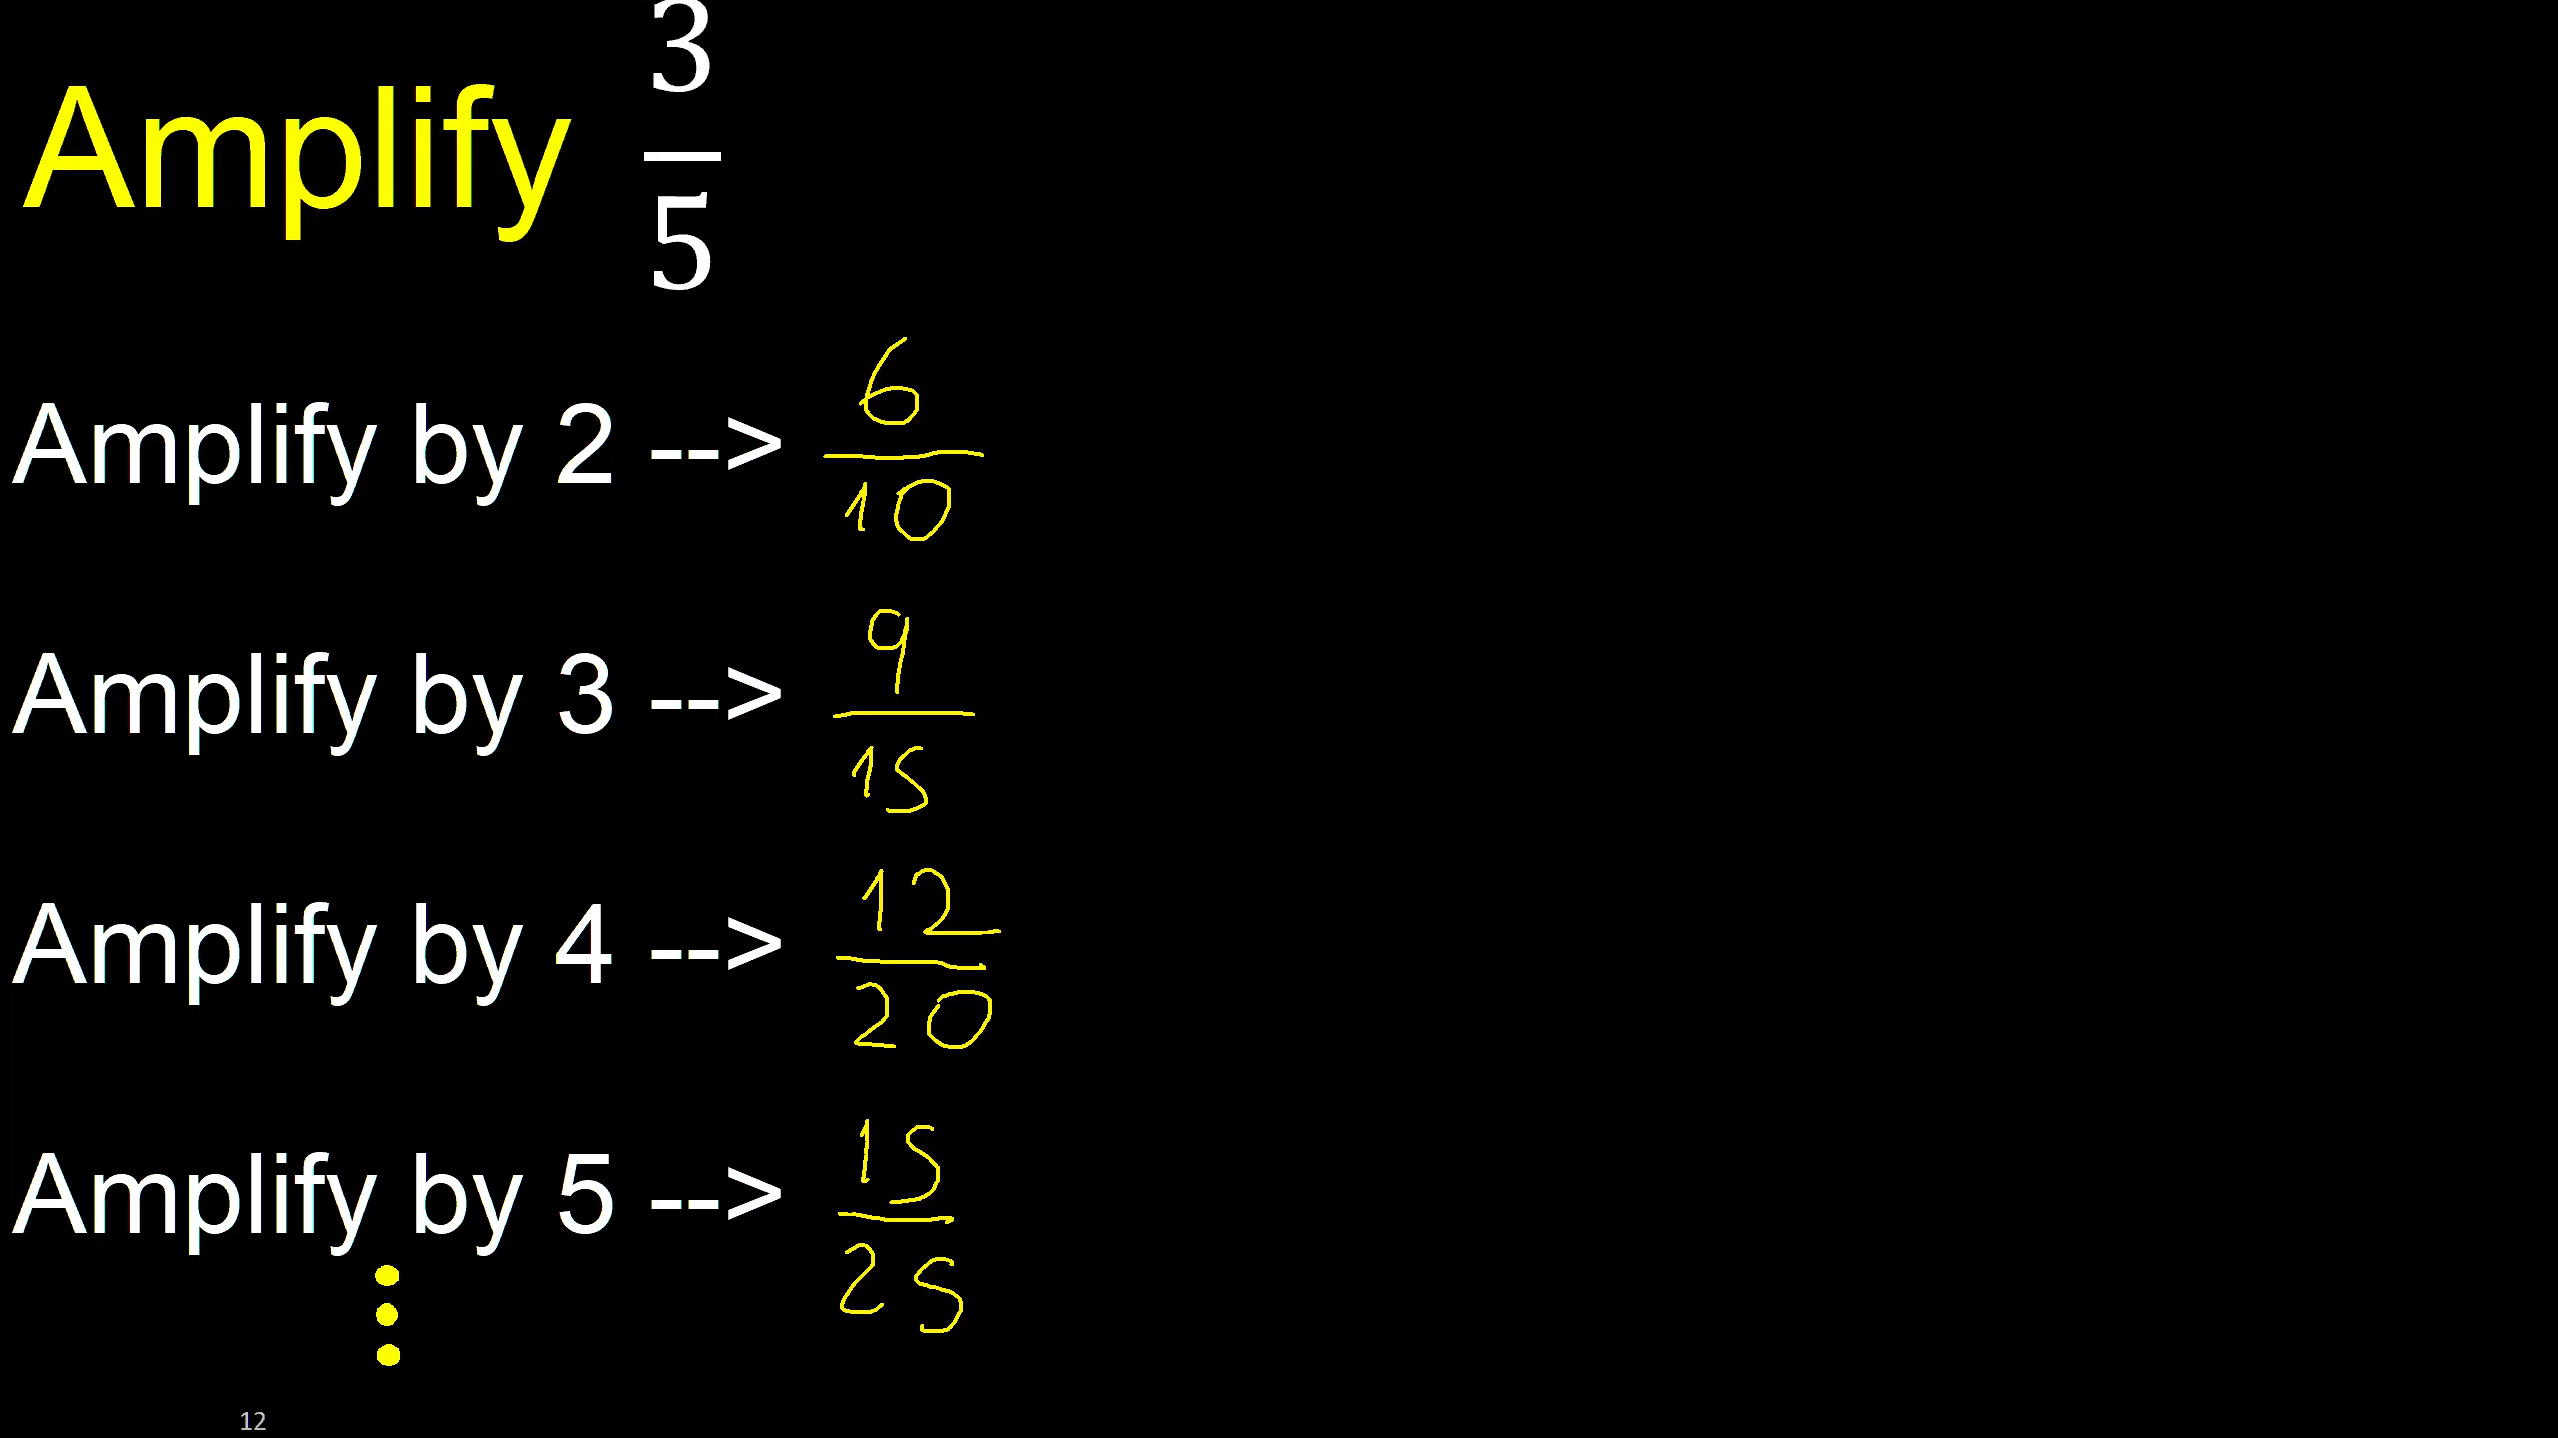 Amplify 3/5
Amplify by 2 --> 6/10
Amplify by 3 --> 9/15
Amplify by 4 --> 12/20
Amplify by 5 --> 15/25
12